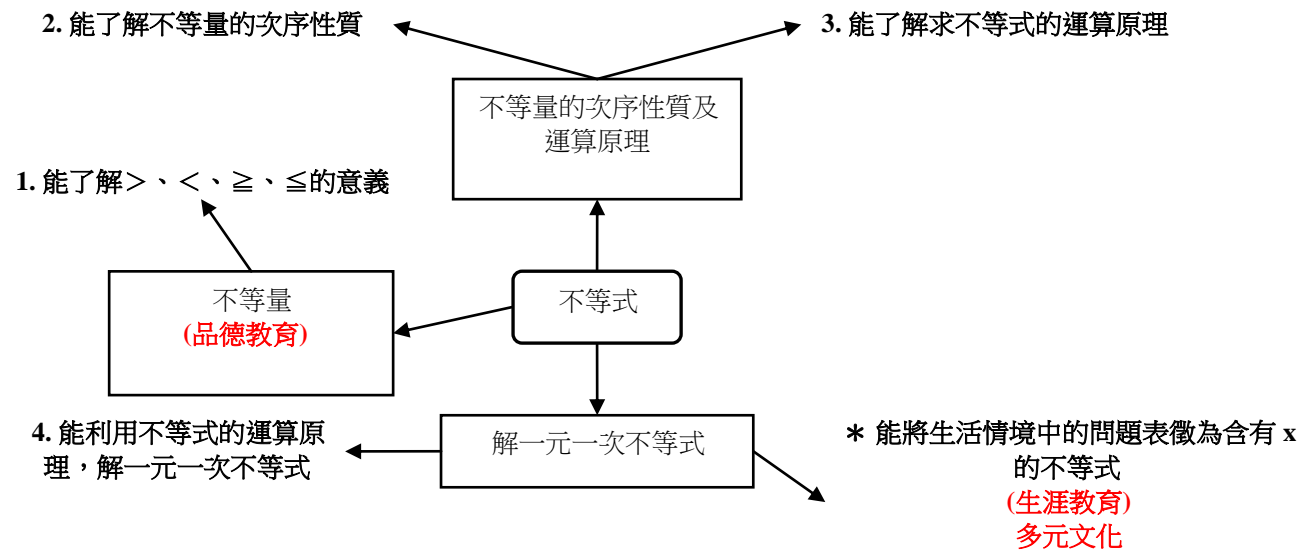 2. 能了解不等量的次序性質
3. 能了解求不等式的運算原理
不等量的次序性質及
運算原理
1. 能了解＞、＜、≧、≦的意義
不等量
(品德教育)
不等式
4. 能利用不等式的運算原
理，解一元一次不等式
解一元一次不等式
＊ 能將生活情境中的問題表徵為含有 x
的不等式
(生涯教育)
多元文化